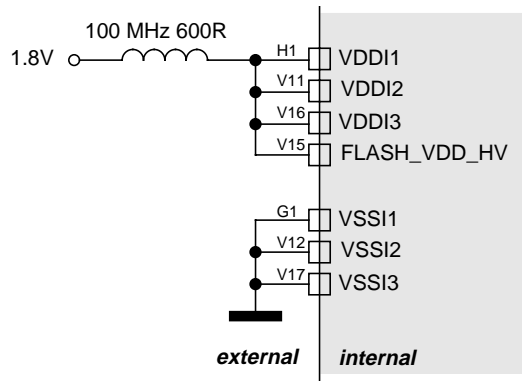 100 MHz 600R
1.8V
H1 VDDI1
V11 VDDI2
V16 VDDI3
V15 FLASH_VDD_HV
G1 VSSI1
V12 VSSI2
V17 VSSI3
external internal